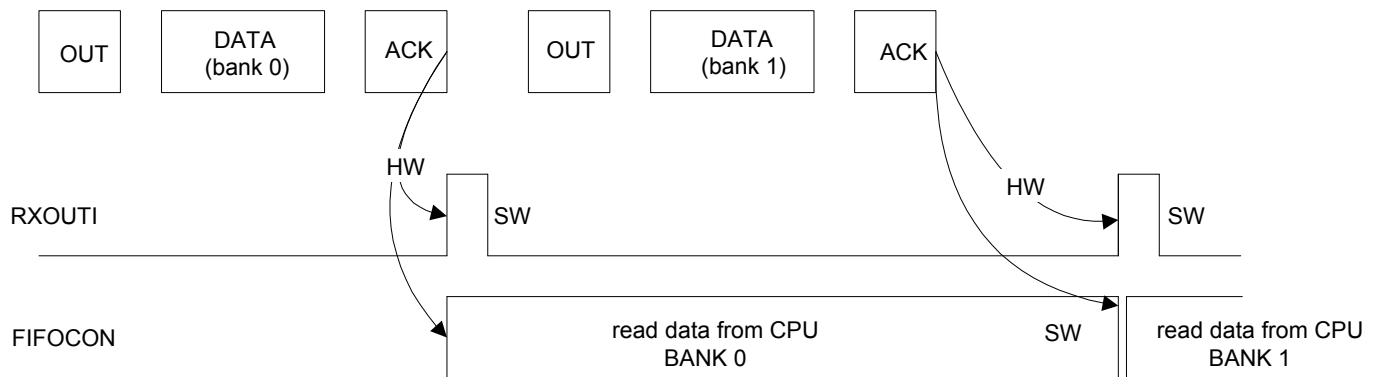 OUT
DATA
(bank 0)
ACK
OUT
DATA
(bank 1)
ACK
HW
HW
RXOUTI
SW
SW
FIFOCON
read data from CPU
BANK 0
SW
read data from CPU
BANK 1